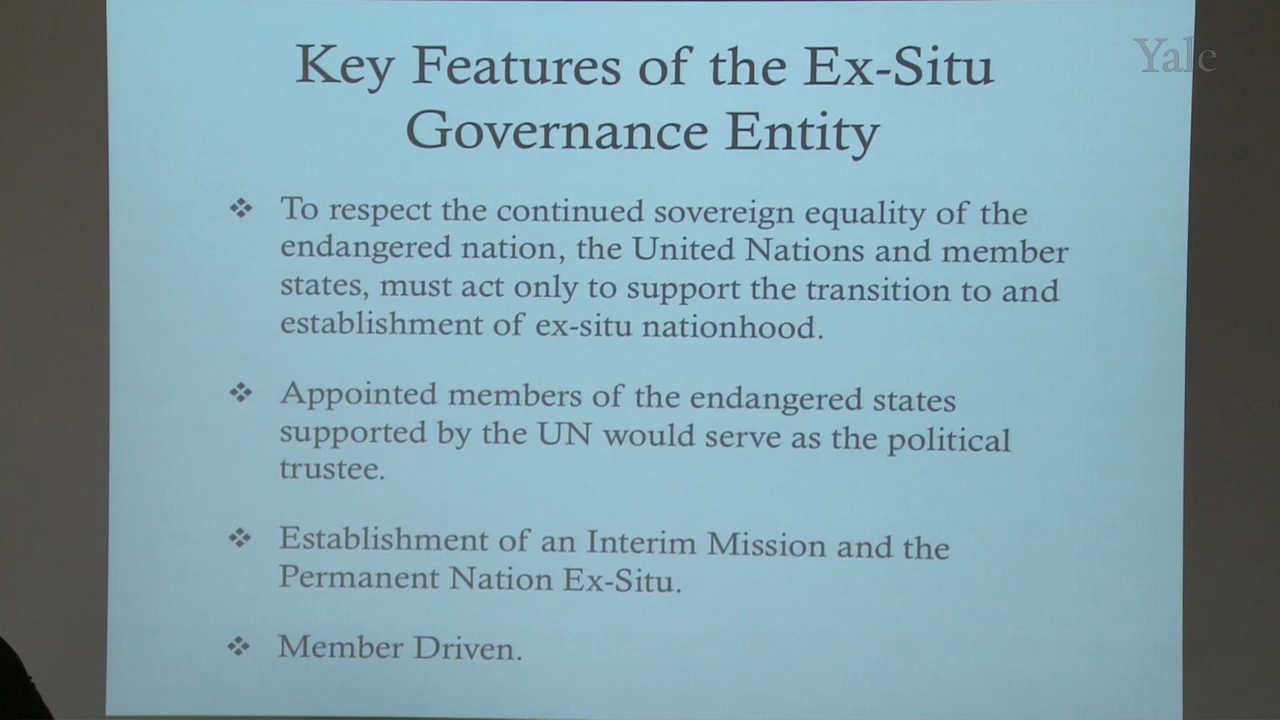 Yale
Key Features of the Ex-Situ
Governance Entity
❖ To respect the continued sovereign equality of the
endangered nation, the United Nations and member
states, must act only to support the transition to and
establishment of ex-situ nationhood.
❖ Appointed members of the endangered states
supported by the UN would serve as the political
trustee.
❖ Establishment of an Interim Mission and the
Permanent Nation Ex-Situ.
❖ Member Driven.